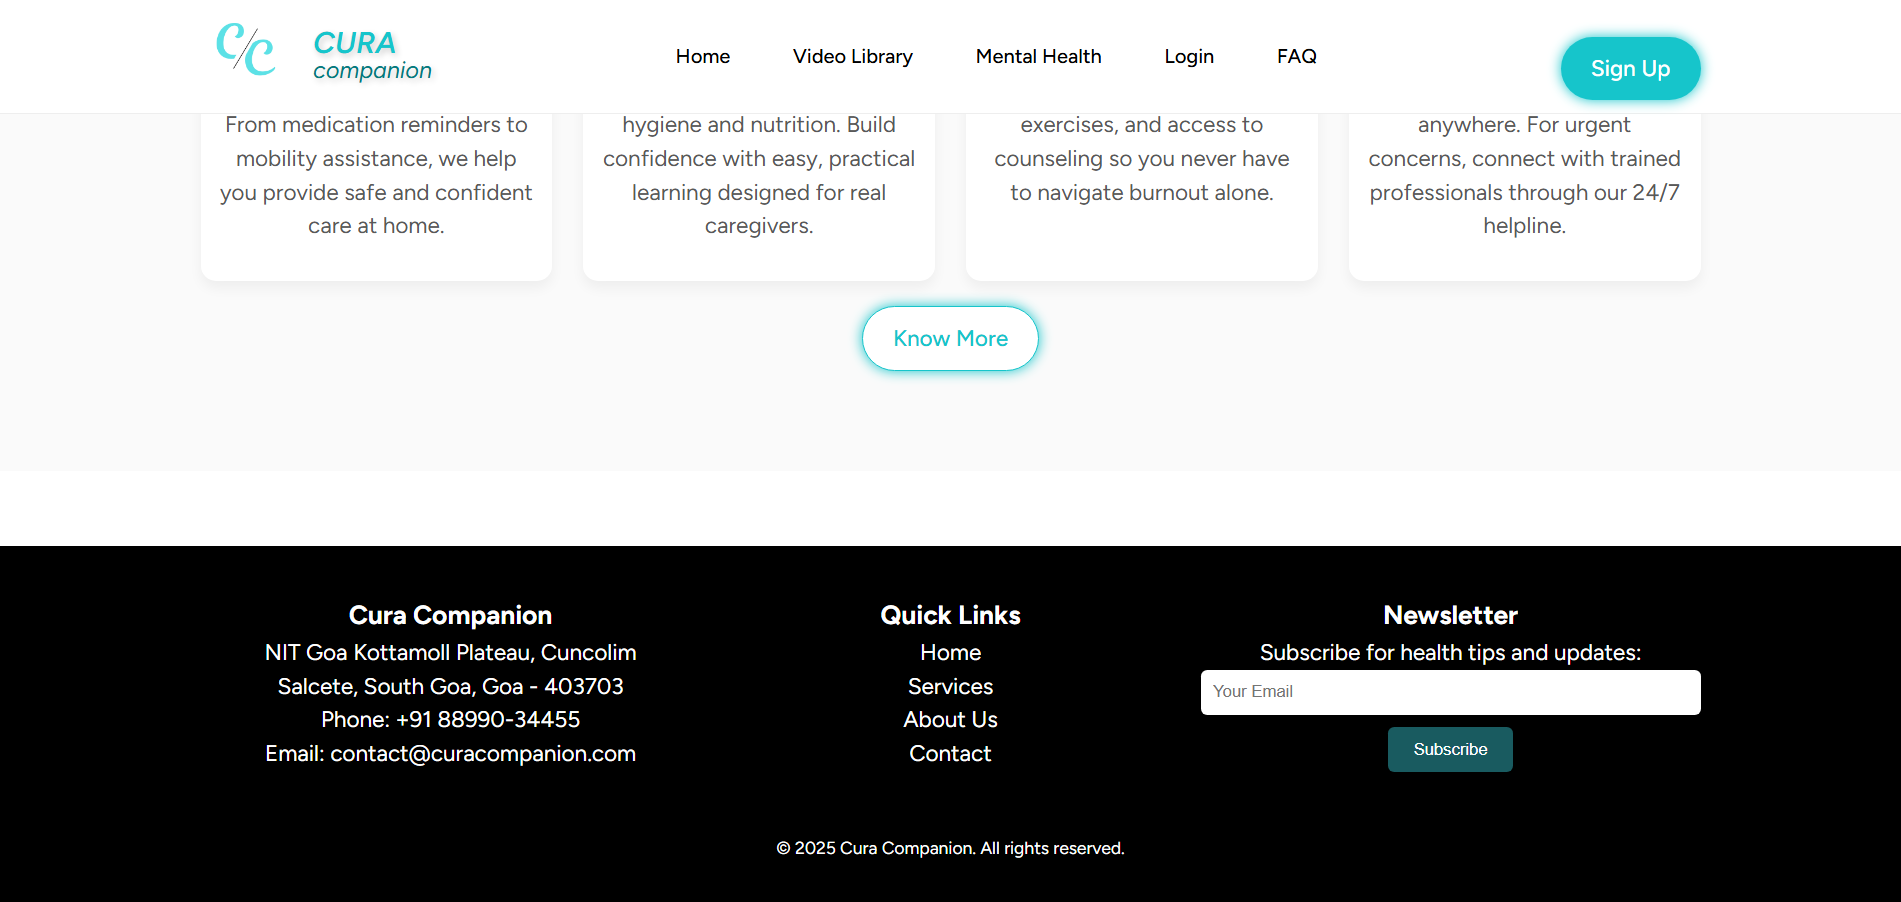 C/C
CURA
companion
Home
Video Library
Mental Health
Login
FAQ
Sign Up
From medication reminders to
mobility assistance, we help
you provide safe and confident
care at home.
hygiene and nutrition. Build
confidence with easy, practical
learning designed for real
caregivers.
exercises, and access to
counseling so you never have
to navigate burnout alone.
anywhere. For urgent
concerns, connect with trained
professionals through our 24/7
helpline.
Know More
Cura Companion
NIT Goa Kottamoll Plateau, Cuncolim
Salcete, South Goa, Goa - 403703
Phone: +91 88990-34455
Email: contact@curacompanion.com
Quick Links
Home
Services
About Us
Contact
Newsletter
Subscribe for health tips and updates:
Your Email
Subscribe
© 2025 Cura Companion. All rights reserved.